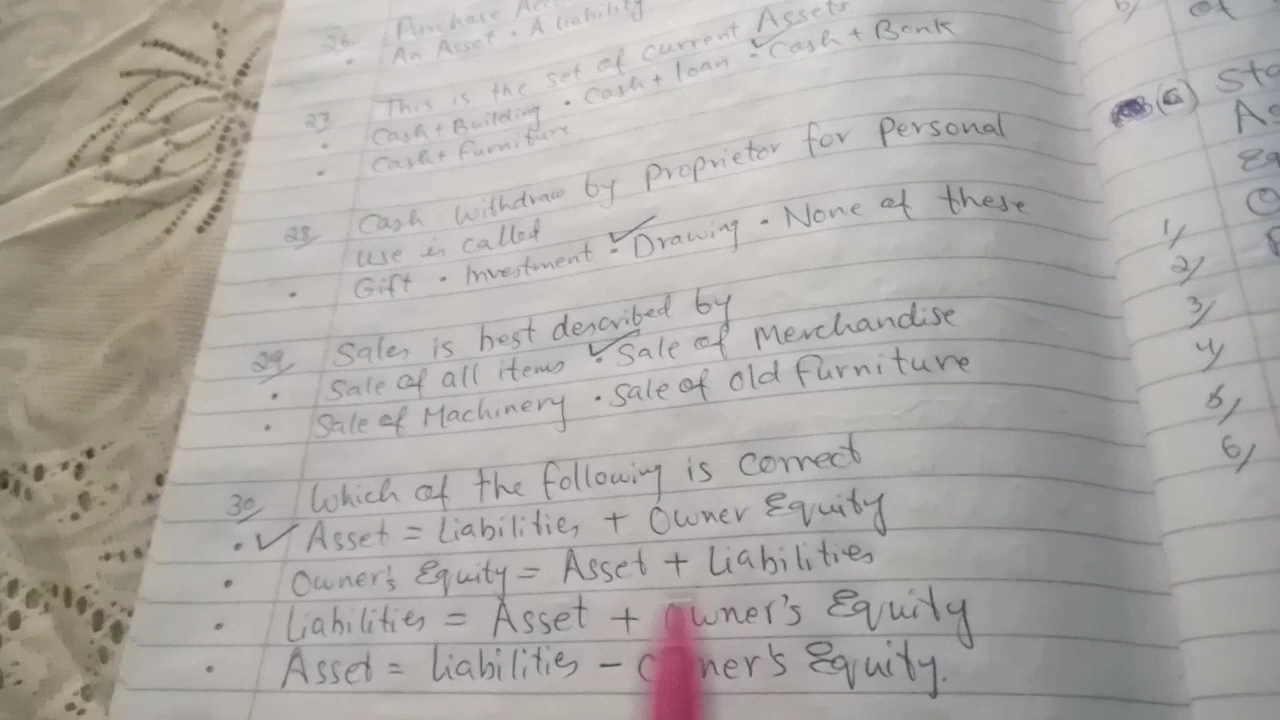 26 Purchase
• An Asset • A liability
27 This is the set of current Assets
• Cash + Building • Cash + loan • ✓ Cash + Bank
• Cash + Furniture
28 Cash withdraw by proprietor for personal
use is called
• Gift • Investment • ✓ Drawing • None of these
29 Sales is best described by
• Sale of all items • ✓ Sale of Merchandise
• Sale of Machinery • Sale of old Furniture
30 Which of the following is correct
• ✓ Asset = Liabilities + Owner Equity
• Owner's Equity = Asset + Liabilities
• Liabilities = Asset + Owner's Equity
• Asset = Liabilities - Owner's Equity.
b/ of
(a)
1/
2/
3/
4/
5/
6/